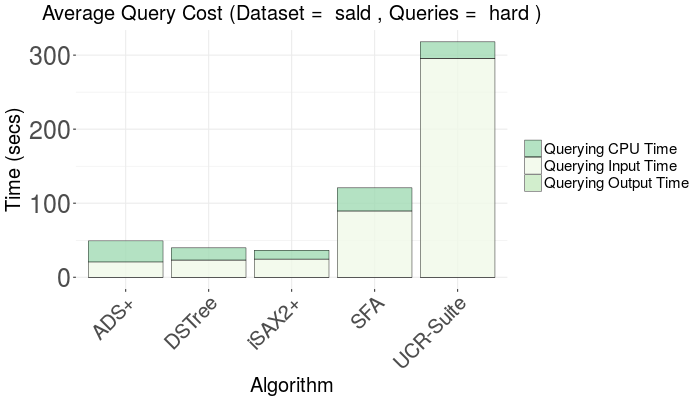 Average Query Cost (Dataset =  sald , Queries =  hard )
Time (secs)
300
200
100
0
ADS+
DSTree
iSAX2+
SFA
UCR-Suite
Algorithm
Querying CPU Time
Querying Input Time
Querying Output Time